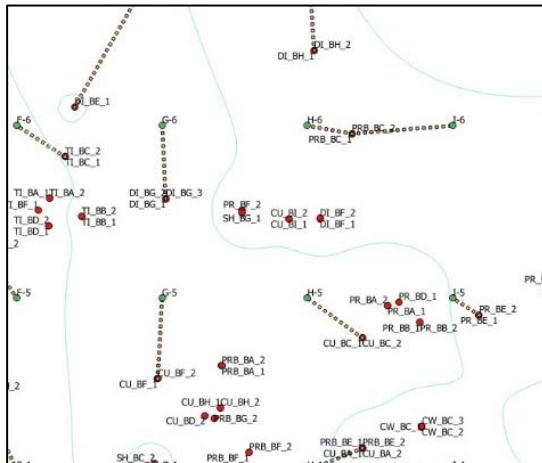 DI_BH_2
DI_BH_1
DI_BE_1
F-6
G-6
H-6
PRB_BC_2
I-6
PRB_BC_1
TI_BC_2
TI_BC_1
TI_BA_1 TI_BA_2
DI_BG_2 DI_BG_3
DI_BG_1
TI_BF_1
TI_BB_2
TI_BB_1
TI_BD_2
TI_BD_1
PR_BF_2
SH_BG_1
CU_BI_2
CU_BI_1
DI_BF_2
DI_BF_1
F-5
G-5
H-5
I-5
PR_BA_2
PR_BD_1
PR_BA_1
PR_BB_1 PR_BB_2
PR_BE_2
PR_BE_1
CU_BC_1 CU_BC_2
PRB_BA_2
PRB_BA_1
CU_BF_2
CU_BF_1
CU_BH_1 CU_BH_2
CU_BD_2
PRB_BG_2
CW_BC_3
CW_BC_1
CW_BC_2
PRB_BE_1 PRB_BE_2
CU_BA_1 CU_BA_2
PRB_BF_2
PRB_BF_1
SH_BC_2